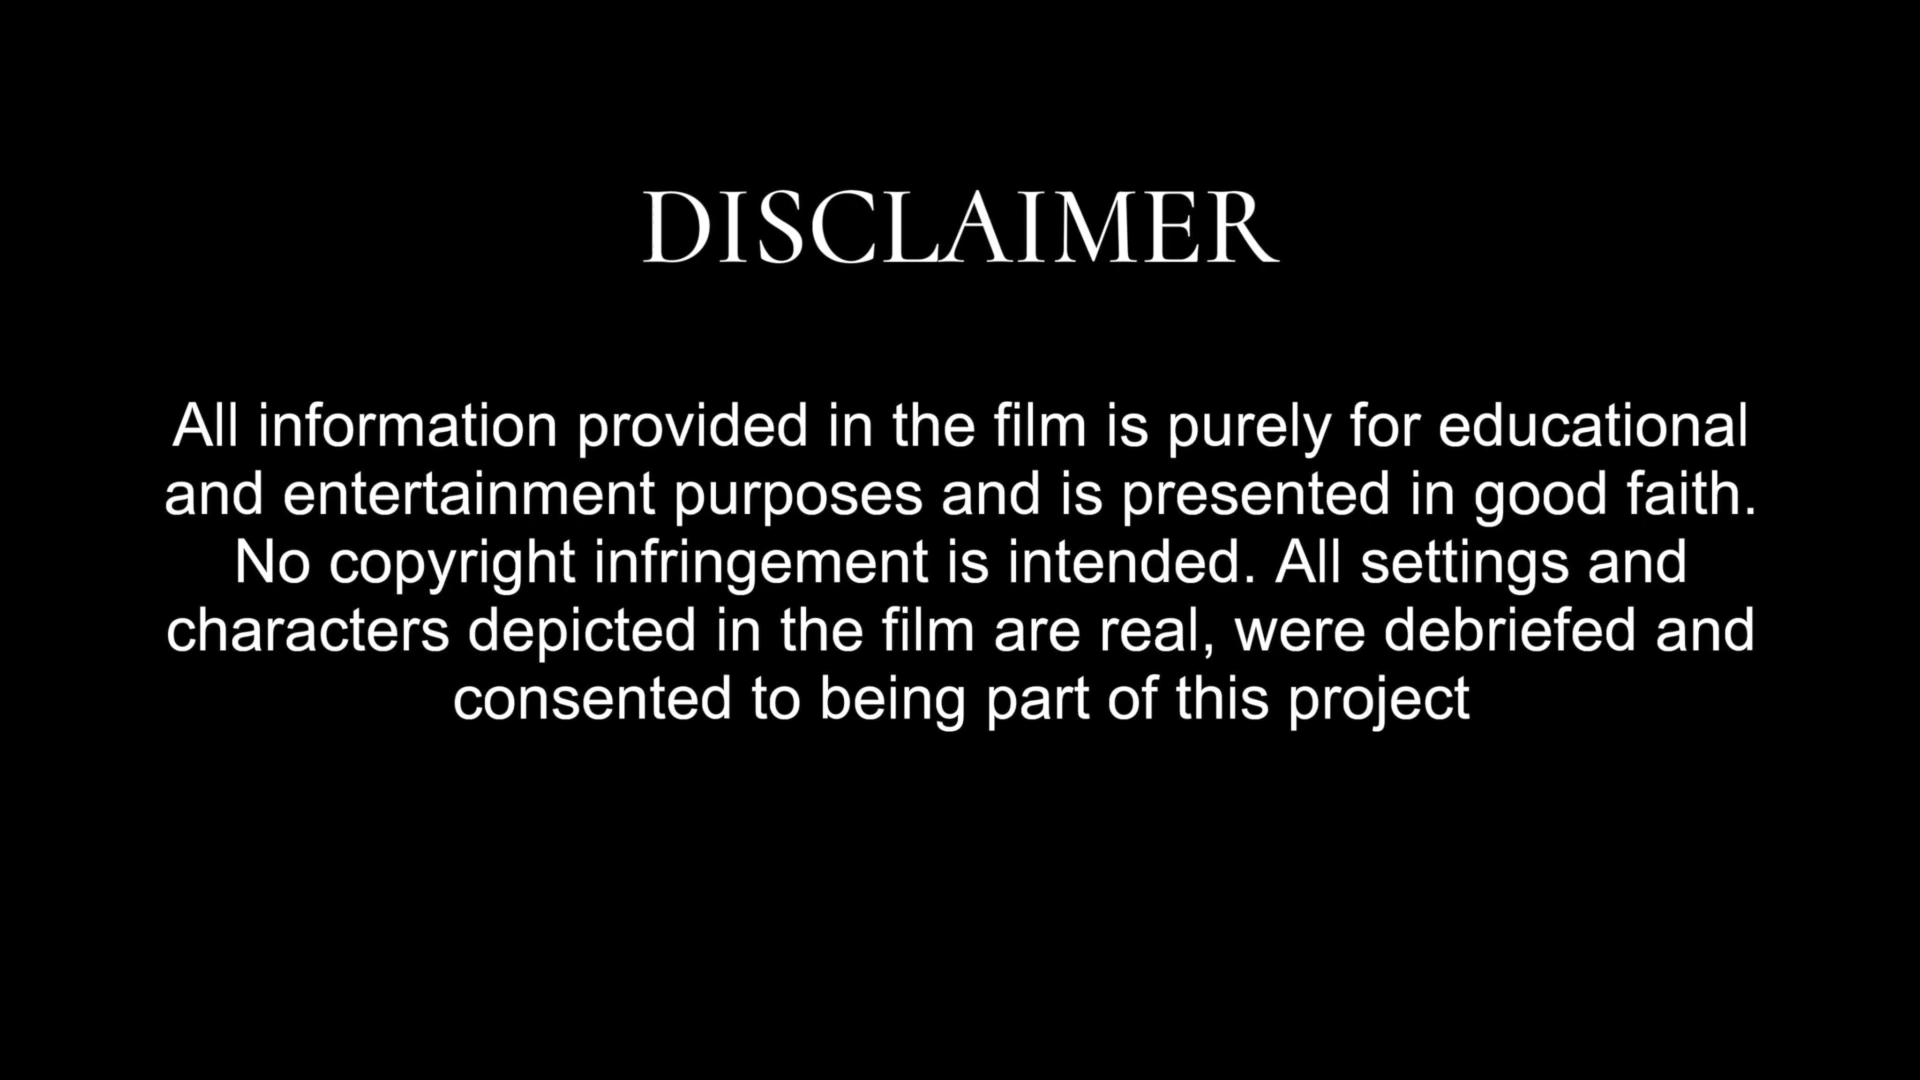 DISCLAIMER
All information provided in the film is purely for educational
and entertainment purposes and is presented in good faith.
No copyright infringement is intended. All settings and
characters depicted in the film are real, were debriefed and
consented to being part of this project